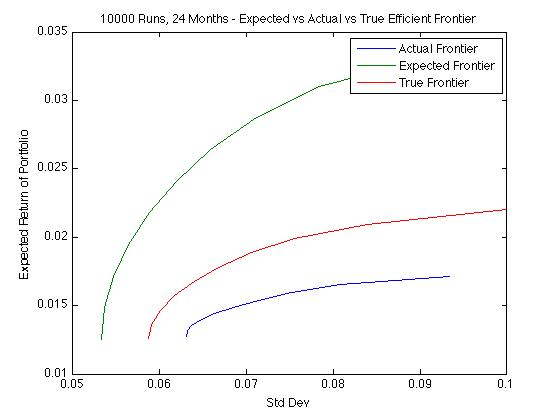 10000 Runs, 24 Months - Expected vs Actual vs True Efficient Frontier
0.035
Actual Frontier
Expected Frontier
True Frontier
0.03
0.025
Expected Return of Portfolio
0.02
0.015
0.01
0.05
0.06
0.07
0.08
0.09
0.1
Std Dev